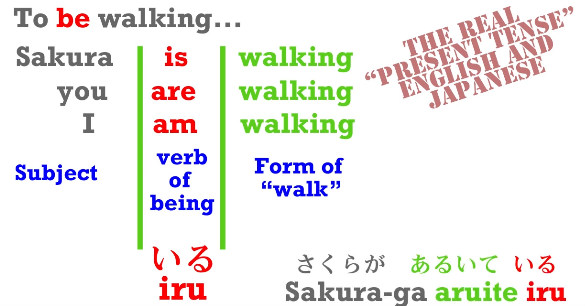 To be walking...
THE REAL
"PRESENT TENSE"
ENGLISH AND
JAPANESE
Sakura is walking
you are walking
I am walking
Subject
verb
of
being
Form of
"walk"
いる
iru
さくらが あるいて いる
Sakura-ga aruite iru